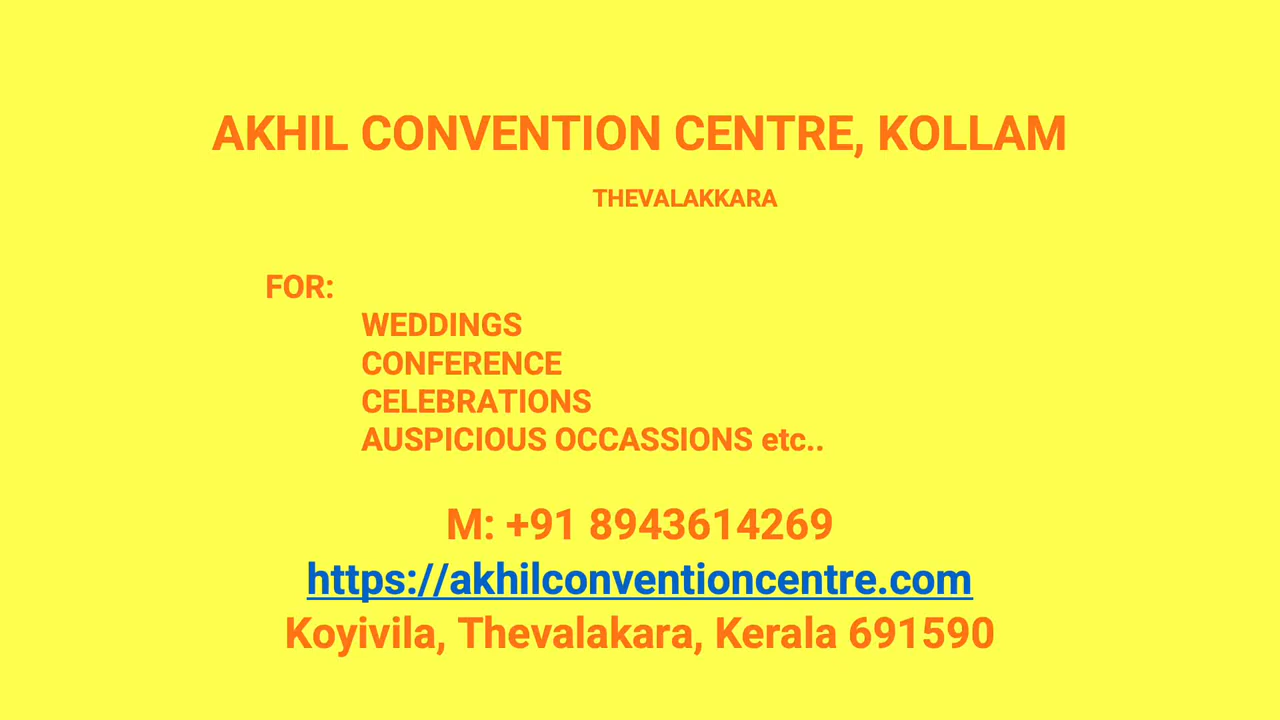 AKHIL CONVENTION CENTRE, KOLLAM
THEVALAKKARA
FOR:
WEDDINGS
CONFERENCE
CELEBRATIONS
AUSPICIOUS OCCASSIONS etc..
M: +91 8943614269
https://akhilconventioncentre.com
Koyivila, Thevalakara, Kerala 691590